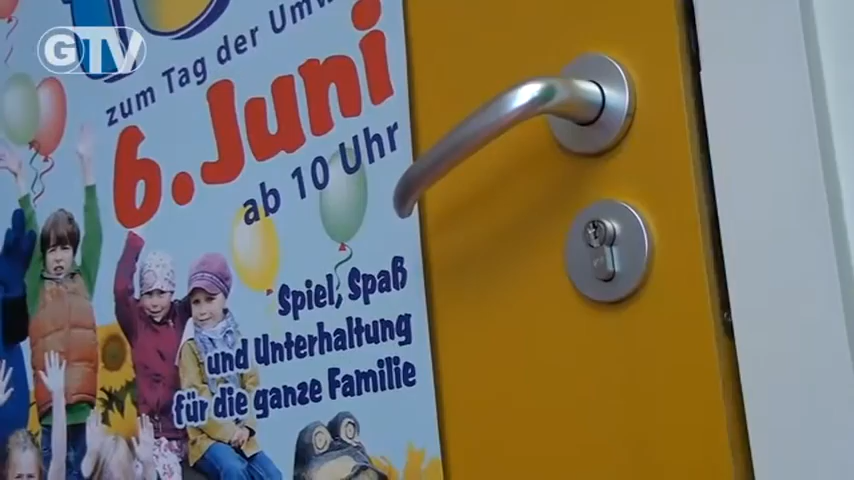 GTV
zum Tag der Umw
6. Juni
ab 10 Uhr
Spiel, Spaß
und Unterhaltung
für die ganze Familie